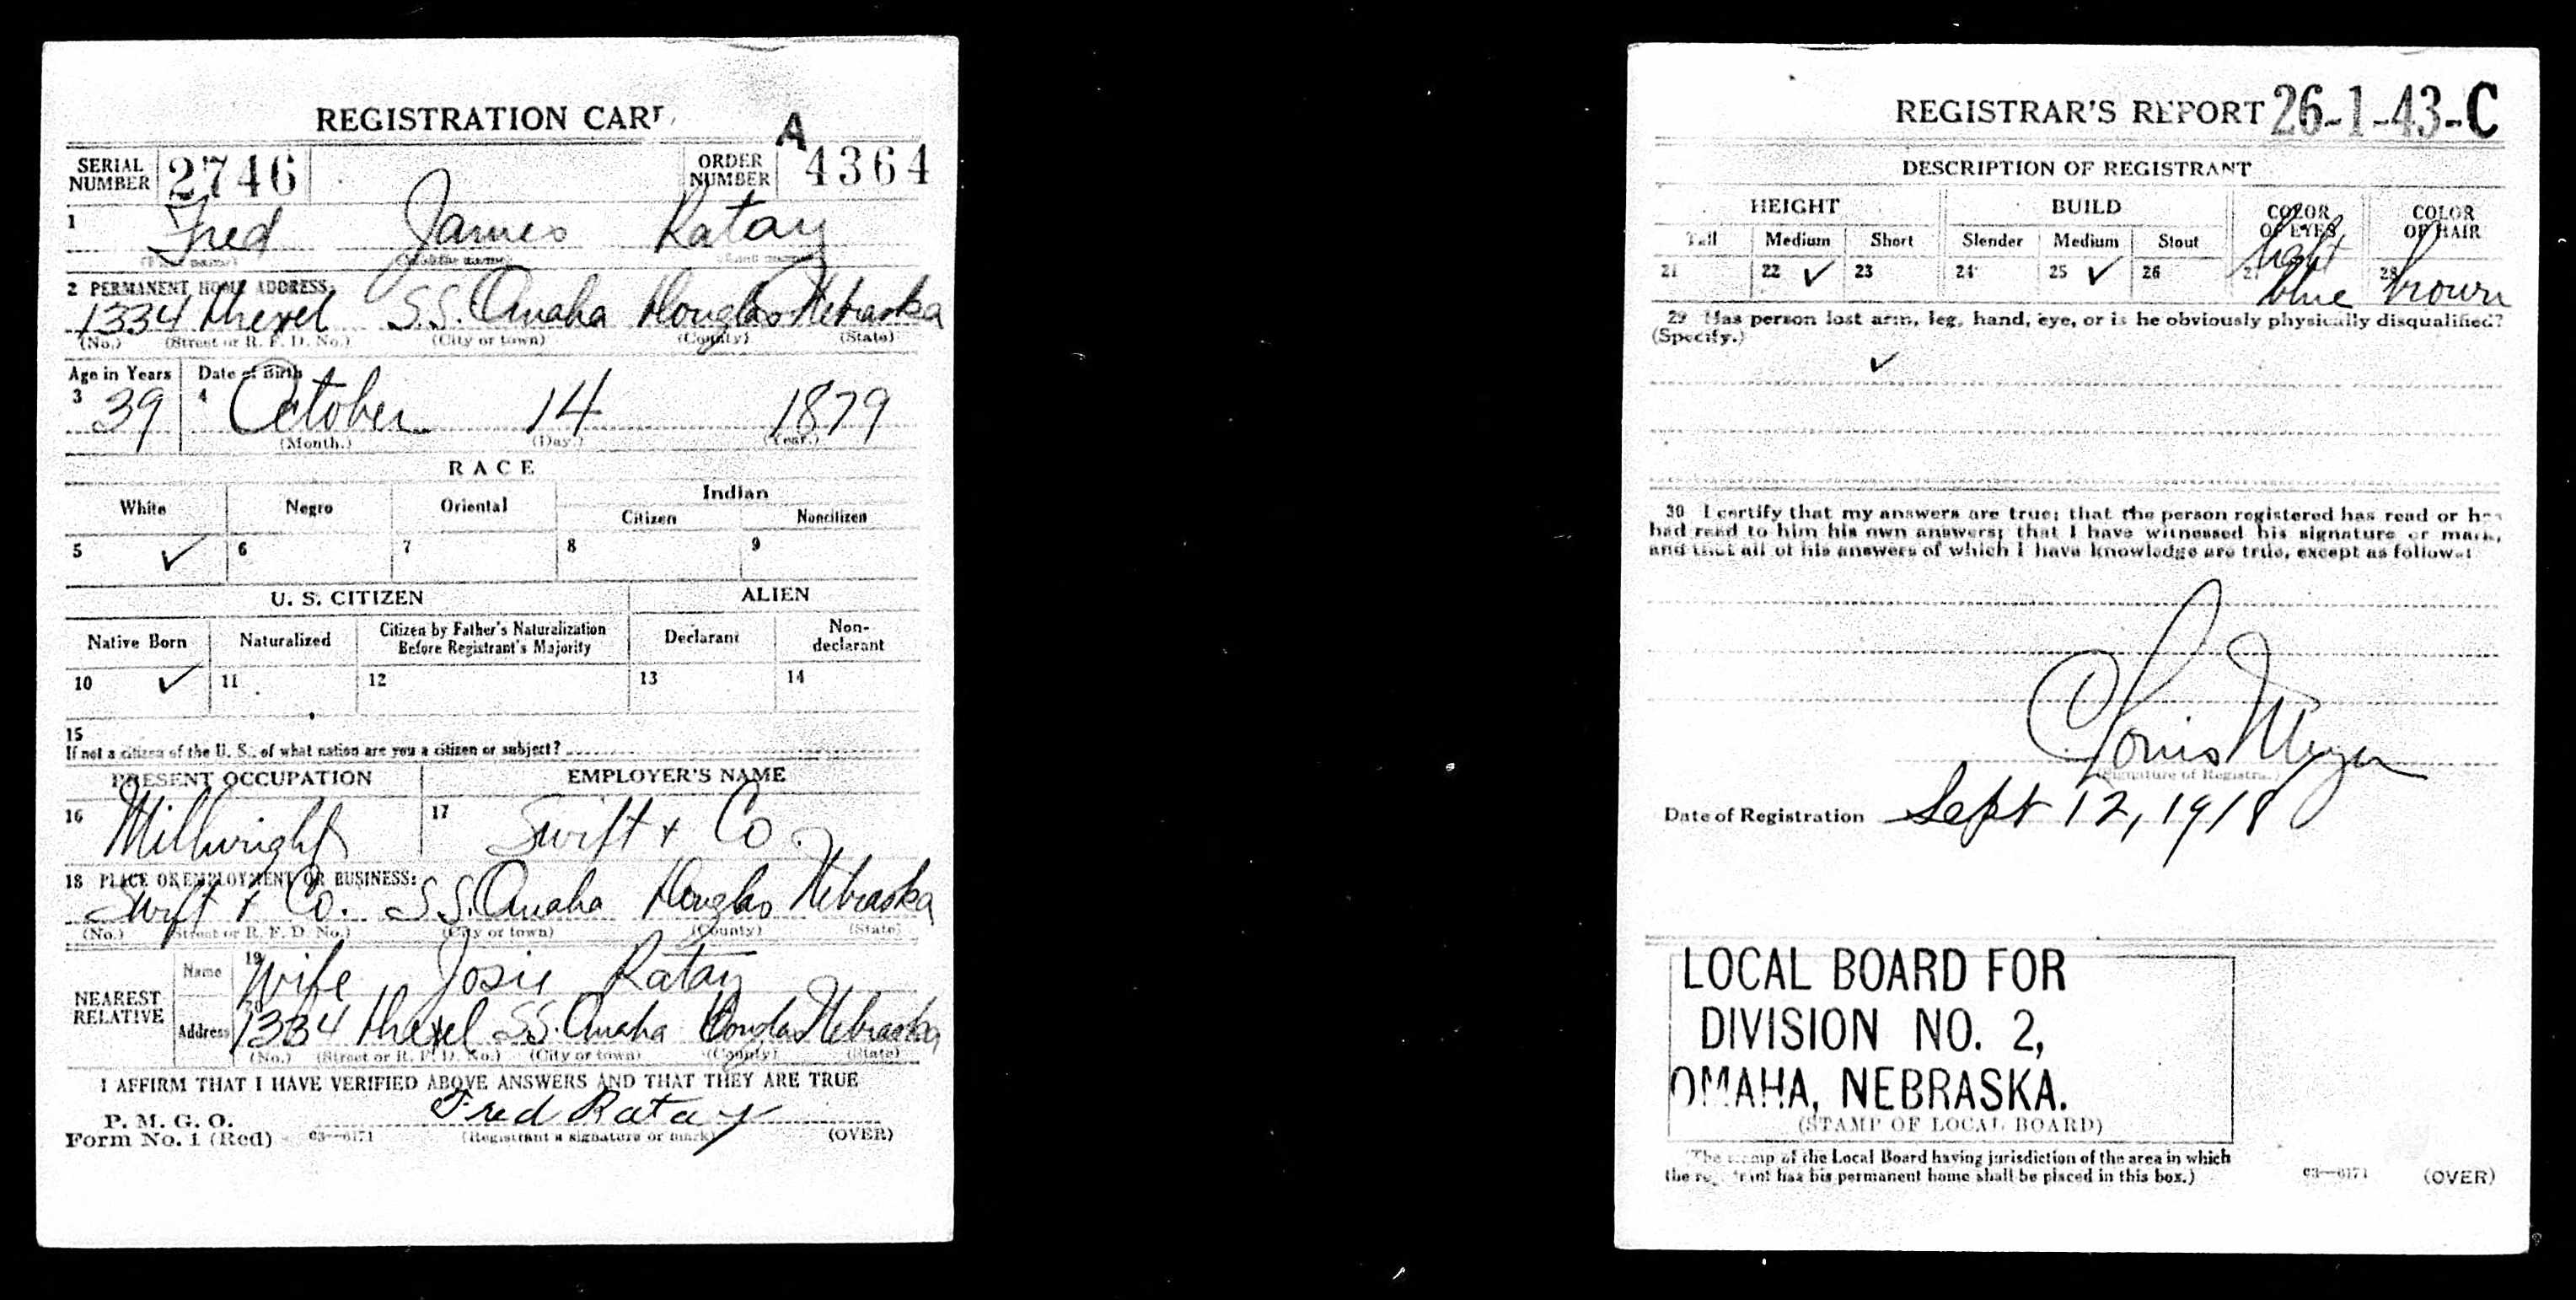 REGISTRATION CARD
SERIAL NUMBER 2746
ORDER NUMBER A 4364
1 Fred James Ratay
(First name) (Middle name) (Last name)
2 PERMANENT HOME ADDRESS:
1334 Drexel S.S. Omaha Douglas Nebraska
(No.) (Street or R. F. D. No.) (City or town) (County) (State)
Age in Years Date of Birth
3 39 4 October 14 1879
(Month.) (Day.) (Year.)
RACE
White Negro Oriental Indian
Citizen Noncitizen
5 ✓ 6 7 8 9
U. S. CITIZEN ALIEN
Native Born Naturalized Citizen by Father's Naturalization Before Registrant's Majority Declarant Non-declarant
10 ✓ 11 12 13 14
15
If not a citizen of the U. S., of what nation are you a citizen or subject?
PRESENT OCCUPATION EMPLOYER'S NAME
16 Millwright 17 Swift & Co.
18 PLACE OF EMPLOYMENT OR BUSINESS:
Swift & Co. S.S. Omaha Douglas Nebraska
(No.) (Street or R. F. D. No.) (City or town) (County) (State)
NEAREST RELATIVE
Name 19 Wife Josie Ratay
Address 20 1334 Drexel S.S. Omaha Douglas Nebraska
(No.) (Street or R. F. D. No.) (City or town) (County) (State)
I AFFIRM THAT I HAVE VERIFIED ABOVE ANSWERS AND THAT THEY ARE TRUE
P. M. G. O.
Form No. 1 (Red) 03—6171 Fred Ratay
(Registrant's signature or mark) (OVER)
REGISTRAR'S REPORT 26-1-43-C
DESCRIPTION OF REGISTRANT
HEIGHT BUILD COLOR OF EYES COLOR OF HAIR
Tall Medium Short Slender Medium Stout
21 22 ✓ 23 24 25 ✓ 26 27 light blue 28 brown
29 Has person lost arm, leg, hand, eye, or is he obviously physically disqualified?
(Specify.)
✓
30 I certify that my answers are true; that the person registered has read or has
had read to him his own answers; that I have witnessed his signature or mark,
and that all of his answers of which I have knowledge are true, except as follows:
Louis Meyer
(Signature of Registrar)
Date of Registration Sept 12, 1918
LOCAL BOARD FOR
DIVISION NO. 2,
OMAHA, NEBRASKA.
(STAMP OF LOCAL BOARD)
(The stamp of the Local Board having jurisdiction of the area in which
the registrant has his permanent home shall be placed in this box.)
03—6171 (OVER)